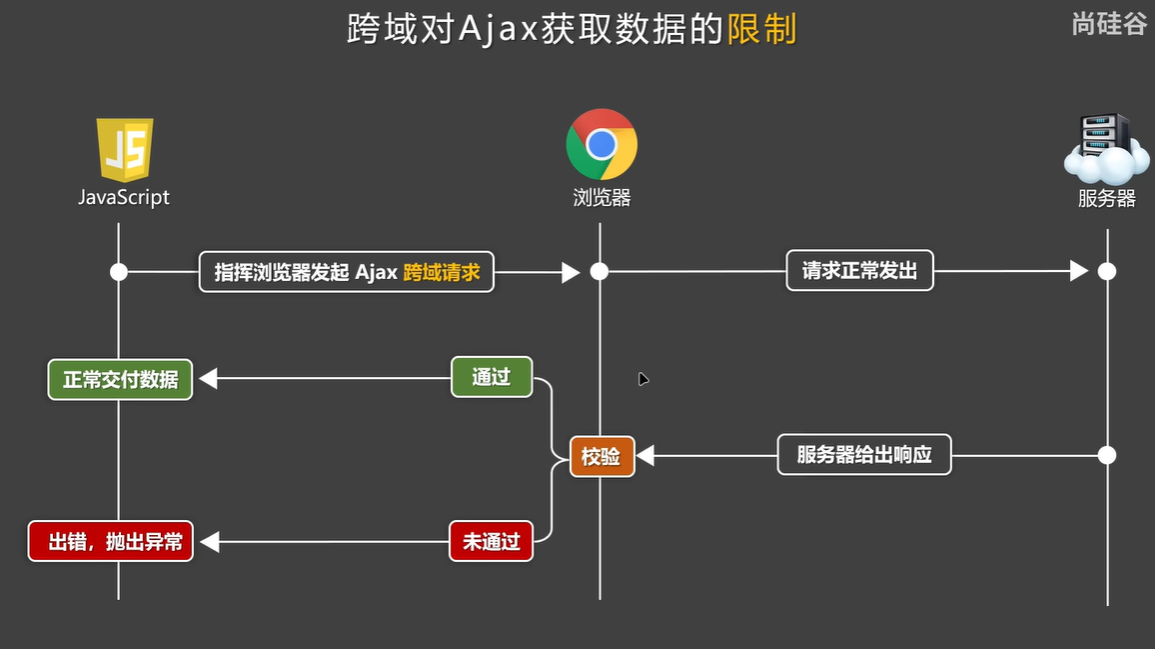 跨域对Ajax获取数据的限制
尚硅谷
JS
JavaScript
浏览器
服务器
指挥浏览器发起 Ajax 跨域请求
请求正常发出
正常交付数据
通过
校验
服务器给出响应
出错，抛出异常
未通过